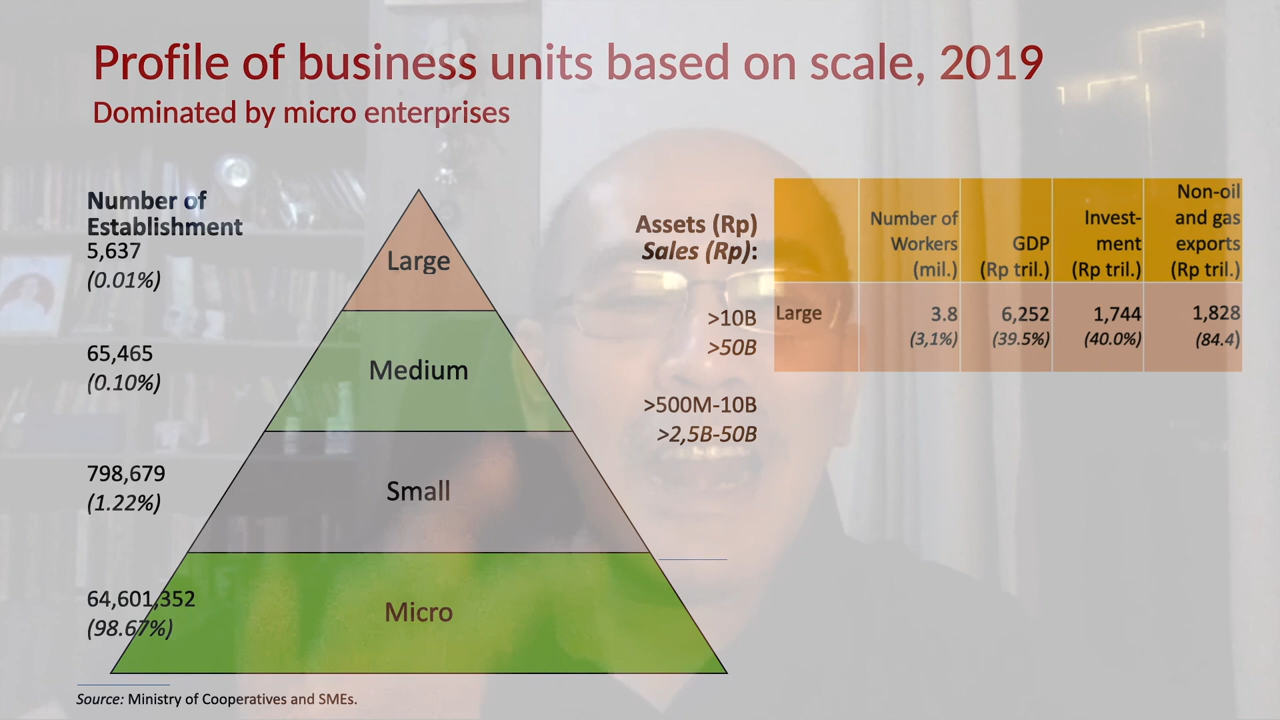 Profile of business units based on scale, 2019
Dominated by micro enterprises
Number of
Establishment
5,637
(0.01%)
65,465
(0.10%)
798,679
(1.22%)
64,601,352
(98.67%)
Large
Medium
Small
Micro
Assets (Rp)
Sales (Rp):
>10B
>50B
>500M-10B
>2,5B-50B
Number of
Workers
(mil.)
GDP
(Rp tril.)
Invest-
ment
(Rp tril.)
Non-oil
and gas
exports
(Rp tril.)
Large 3.8 6,252 1,744 1,828
(3,1%) (39.5%) (40.0%) (84.4)
Source: Ministry of Cooperatives and SMEs.